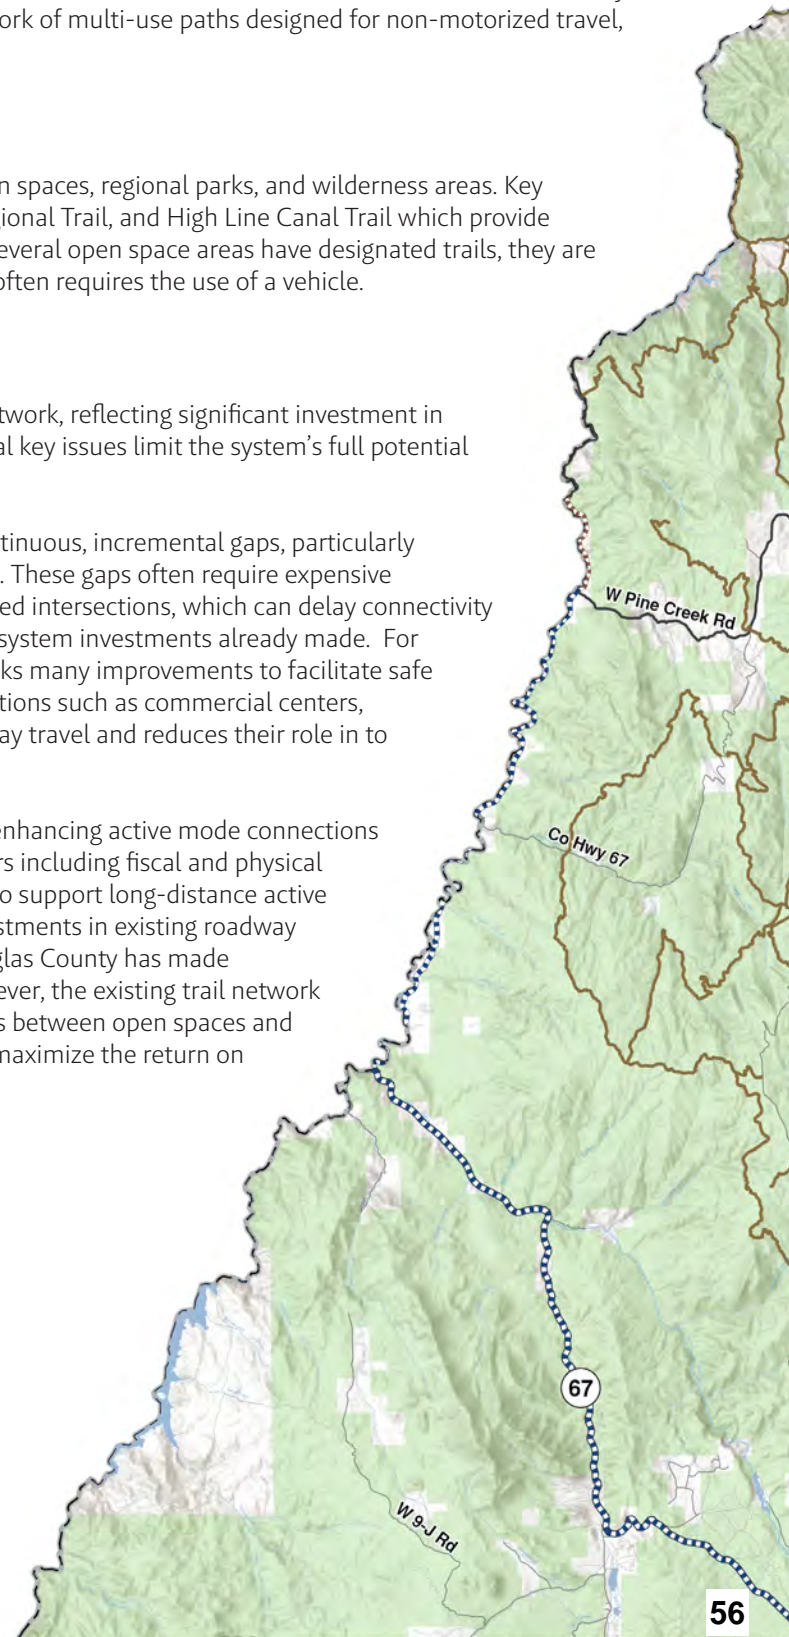 ork of multi-use paths designed for non-motorized travel,
n spaces, regional parks, and wilderness areas. Key
gional Trail, and High Line Canal Trail which provide
everal open space areas have designated trails, they are
often requires the use of a vehicle.
twork, reflecting significant investment in
al key issues limit the system’s full potential
tinuous, incremental gaps, particularly
. These gaps often require expensive
ed intersections, which can delay connectivity
system investments already made. For
ks many improvements to facilitate safe
tions such as commercial centers,
ay travel and reduces their role in to
enhancing active mode connections
rs including fiscal and physical
o support long-distance active
stments in existing roadway
glas County has made
ever, the existing trail network
s between open spaces and
maximize the return on
W Pine Creek Rd
Co Hwy 67
67
W 9-J Rd
56